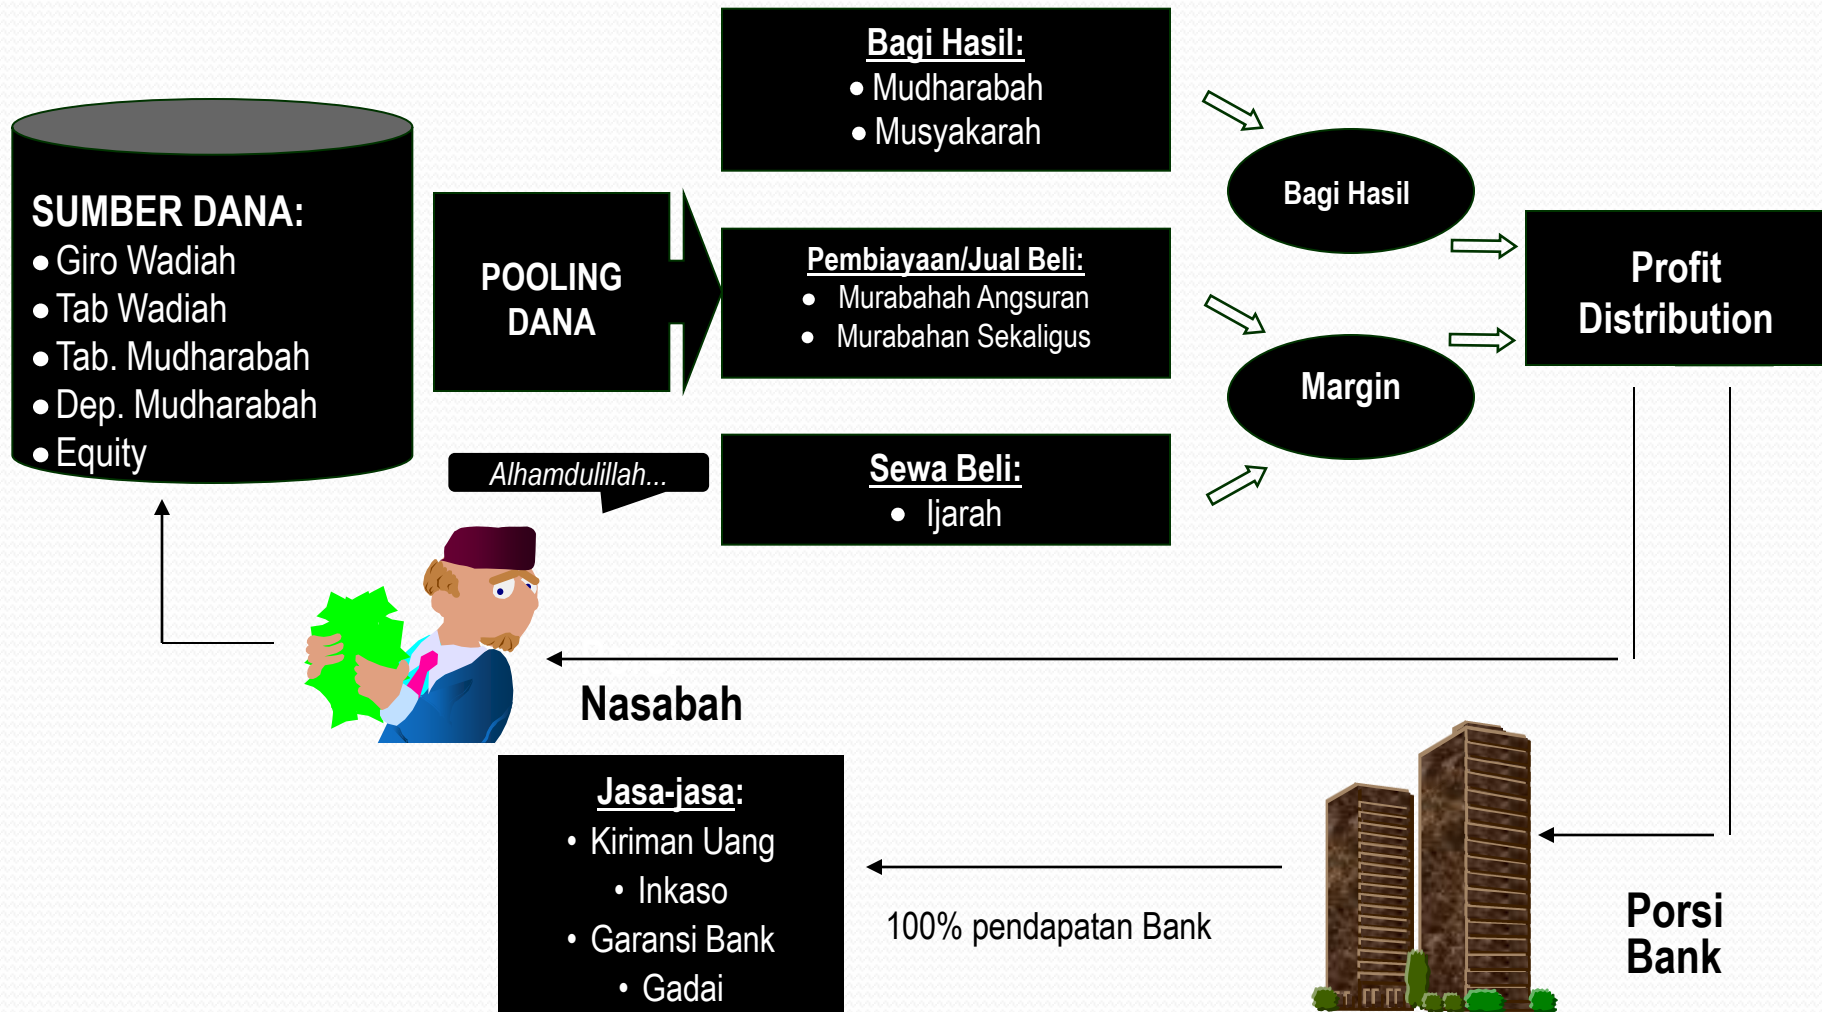 SUMBER DANA:
• Giro Wadiah
• Tab Wadiah
• Tab. Mudharabah
• Dep. Mudharabah
• Equity
POOLING
DANA
Bagi Hasil:
• Mudharabah
• Musyakarah
Pembiayaan/Jual Beli:
• Murabahah Angsuran
• Murabahan Sekaligus
Sewa Beli:
• Ijarah
Bagi Hasil
Margin
Profit
Distribution
Alhamdulillah...
Nasabah
Jasa-jasa:
• Kiriman Uang
• Inkaso
• Garansi Bank
• Gadai
100% pendapatan Bank
Porsi
Bank